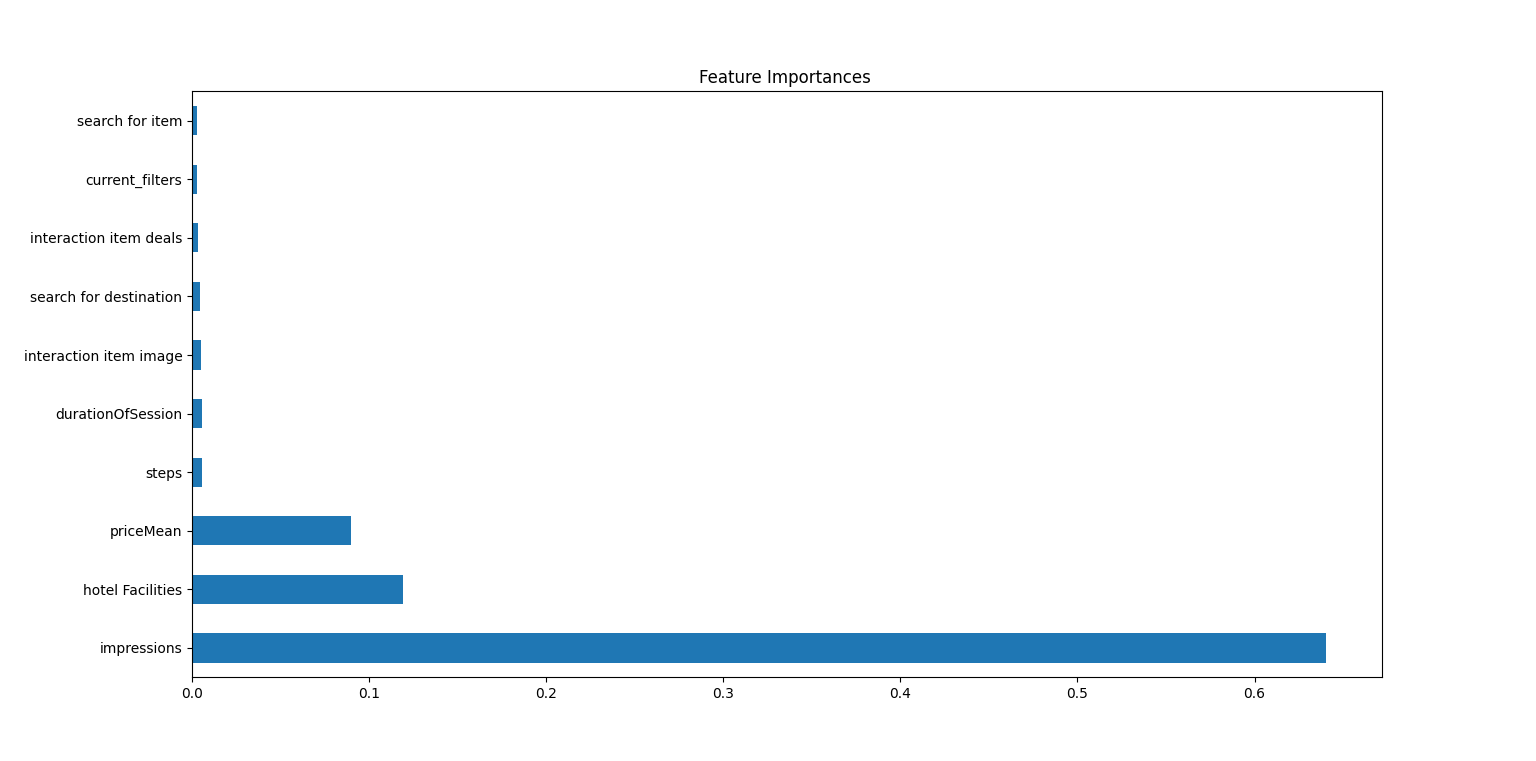 Feature Importances
search for item
current_filters
interaction item deals
search for destination
interaction item image
durationOfSession
steps
priceMean
hotel Facilities
impressions
0.0 0.1 0.2 0.3 0.4 0.5 0.6